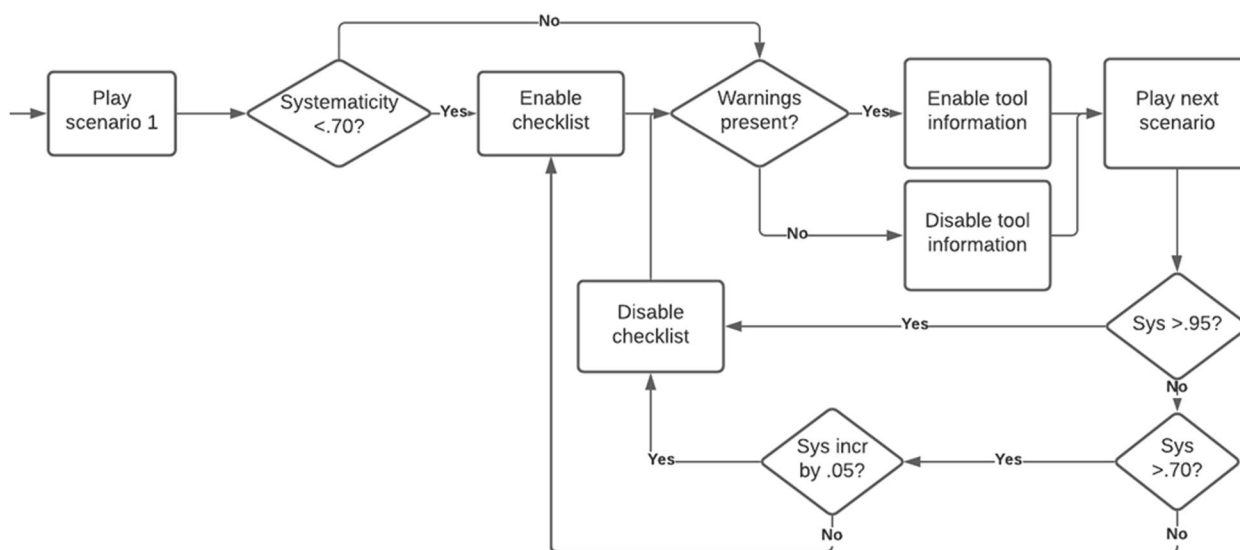 No
Play
scenario 1
Systematicity
<.70?
Yes
Enable
checklist
Warnings
present?
Yes
Enable tool
information
Play next
scenario
No
Disable tool
information
Disable
checklist
Yes
Sys >.95?
No
Sys incr
by .05?
Yes
Yes
Sys
>.70?
No
No